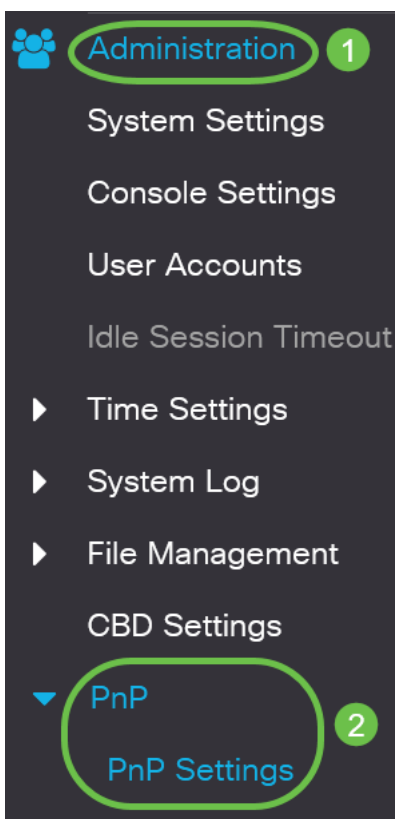 Administration 1
System Settings
Console Settings
User Accounts
Idle Session Timeout
Time Settings
System Log
File Management
CBD Settings
PnP
2
PnP Settings